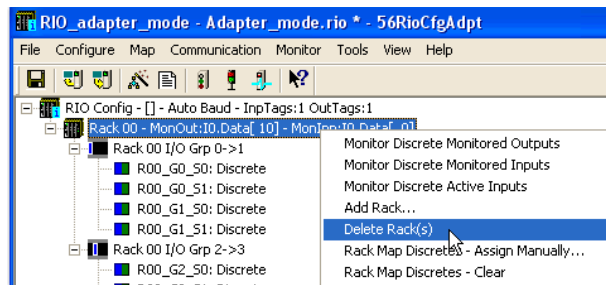 RIO_adapter_mode - Adapter_mode.rio * - 56RioCfgAdpt
File Configure Map Communication Monitor Tools View Help
RIO Config - [] - Auto Baud - InpTags:1 OutTags:1
Rack 00 - MonOut:I0.Data[ 10] - MonInp:I0.Data[ 0]
Rack 00 I/O Grp 0->1
R00_G0_S0: Discrete
R00_G0_S1: Discrete
R00_G1_S0: Discrete
R00_G1_S1: Discrete
Rack 00 I/O Grp 2->3
R00_G2_S0: Discrete
Monitor Discrete Monitored Outputs
Monitor Discrete Monitored Inputs
Monitor Discrete Active Inputs
Add Rack...
Delete Rack(s)
Rack Map Discretes - Assign Manually...
Rack Map Discretes - Clear